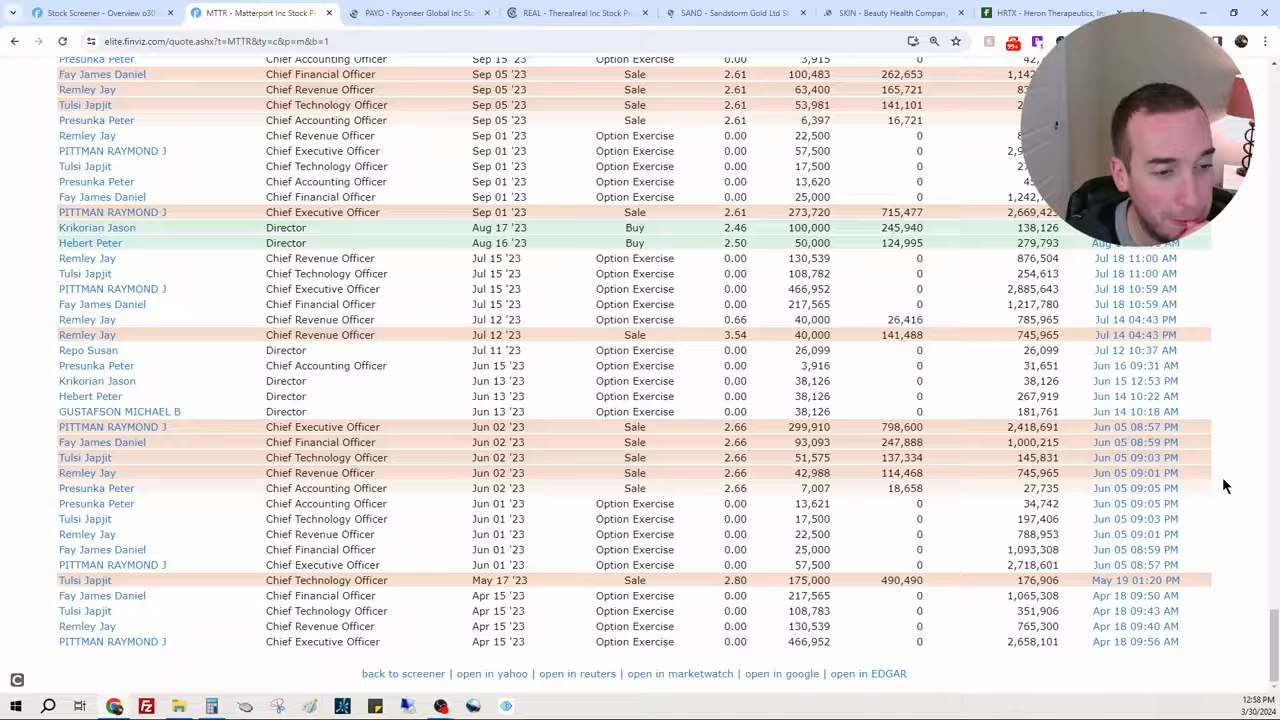 Stock Screener - Overview o30
MTTR - Matterport Inc Stock P
PAYO - Payoneer Global Inc Sto
REAL - Therealreal Inc Stock P
SAND - Sandstorm Gold Ltd St
SKIN - Beauty Health Company
HRTX - Heron Therapeutics, Inc
elite.finviz.com/quote.ashx?t=MTTR&ty=c&p=m&b=1
99+
1
Presunka Peter Chief Accounting Officer Sep 15 '23 Option Exercise 0.00 3,915 0
Fay James Daniel Chief Financial Officer Sep 05 '23 Sale 2.61 100,483 262,653
Remley Jay Chief Revenue Officer Sep 05 '23 Sale 2.61 63,400 165,721
Tulsi Japjit Chief Technology Officer Sep 05 '23 Sale 2.61 53,981 141,101
Presunka Peter Chief Accounting Officer Sep 05 '23 Sale 2.61 6,397 16,721
Remley Jay Chief Revenue Officer Sep 01 '23 Option Exercise 0.00 22,500 0
PITTMAN RAYMOND J Chief Executive Officer Sep 01 '23 Option Exercise 0.00 57,500 0
Tulsi Japjit Chief Technology Officer Sep 01 '23 Option Exercise 0.00 17,500 0
Presunka Peter Chief Accounting Officer Sep 01 '23 Option Exercise 0.00 13,620 0
Fay James Daniel Chief Financial Officer Sep 01 '23 Option Exercise 0.00 25,000 0
PITTMAN RAYMOND J Chief Executive Officer Sep 01 '23 Sale 2.61 273,720 715,477
Krikorian Jason Director Aug 17 '23 Buy 2.46 100,000 245,940 138,126
Hebert Peter Director Aug 16 '23 Buy 2.50 50,000 124,995 279,793
Remley Jay Chief Revenue Officer Jul 15 '23 Option Exercise 0.00 130,539 0 876,504 Jul 18 11:00 AM
Tulsi Japjit Chief Technology Officer Jul 15 '23 Option Exercise 0.00 108,782 0 254,613 Jul 18 11:00 AM
PITTMAN RAYMOND J Chief Executive Officer Jul 15 '23 Option Exercise 0.00 466,952 0 2,885,643 Jul 18 10:59 AM
Fay James Daniel Chief Financial Officer Jul 15 '23 Option Exercise 0.00 217,565 0 1,217,780 Jul 18 10:59 AM
Remley Jay Chief Revenue Officer Jul 12 '23 Option Exercise 0.66 40,000 26,416 785,965 Jul 14 04:43 PM
Remley Jay Chief Revenue Officer Jul 12 '23 Sale 3.54 40,000 141,488 745,965 Jul 14 04:43 PM
Repo Susan Director Jul 11 '23 Option Exercise 0.00 26,099 0 26,099 Jul 12 10:37 AM
Presunka Peter Chief Accounting Officer Jun 15 '23 Option Exercise 0.00 3,916 0 31,651 Jun 16 09:31 AM
Krikorian Jason Director Jun 13 '23 Option Exercise 0.00 38,126 0 38,126 Jun 15 12:53 PM
Hebert Peter Director Jun 13 '23 Option Exercise 0.00 38,126 0 267,919 Jun 14 10:22 AM
GUSTAFSON MICHAEL B Director Jun 13 '23 Option Exercise 0.00 38,126 0 181,761 Jun 14 10:18 AM
PITTMAN RAYMOND J Chief Executive Officer Jun 02 '23 Sale 2.66 299,910 798,600 2,418,691 Jun 05 08:57 PM
Fay James Daniel Chief Financial Officer Jun 02 '23 Sale 2.66 93,093 247,888 1,000,215 Jun 05 08:59 PM
Tulsi Japjit Chief Technology Officer Jun 02 '23 Sale 2.66 51,575 137,334 145,831 Jun 05 09:03 PM
Remley Jay Chief Revenue Officer Jun 02 '23 Sale 2.66 42,988 114,468 745,965 Jun 05 09:01 PM
Presunka Peter Chief Accounting Officer Jun 02 '23 Sale 2.66 7,007 18,658 27,735 Jun 05 09:05 PM
Presunka Peter Chief Accounting Officer Jun 01 '23 Option Exercise 0.00 13,621 0 34,742 Jun 05 09:05 PM
Tulsi Japjit Chief Technology Officer Jun 01 '23 Option Exercise 0.00 17,500 0 197,406 Jun 05 09:03 PM
Remley Jay Chief Revenue Officer Jun 01 '23 Option Exercise 0.00 22,500 0 788,953 Jun 05 09:01 PM
Fay James Daniel Chief Financial Officer Jun 01 '23 Option Exercise 0.00 25,000 0 1,093,308 Jun 05 08:59 PM
PITTMAN RAYMOND J Chief Executive Officer Jun 01 '23 Option Exercise 0.00 57,500 0 2,718,601 Jun 05 08:57 PM
Tulsi Japjit Chief Technology Officer May 17 '23 Sale 2.80 175,000 490,490 176,906 May 19 01:20 PM
Fay James Daniel Chief Financial Officer Apr 15 '23 Option Exercise 0.00 217,565 0 1,065,308 Apr 18 09:50 AM
Tulsi Japjit Chief Technology Officer Apr 15 '23 Option Exercise 0.00 108,783 0 351,906 Apr 18 09:43 AM
Remley Jay Chief Revenue Officer Apr 15 '23 Option Exercise 0.00 130,539 0 765,300 Apr 18 09:40 AM
PITTMAN RAYMOND J Chief Executive Officer Apr 15 '23 Option Exercise 0.00 466,952 0 2,658,101 Apr 18 09:56 AM
back to screener | open in yahoo | open in reuters | open in marketwatch | open in google | open in EDGAR
12:58 PM
3/30/2024